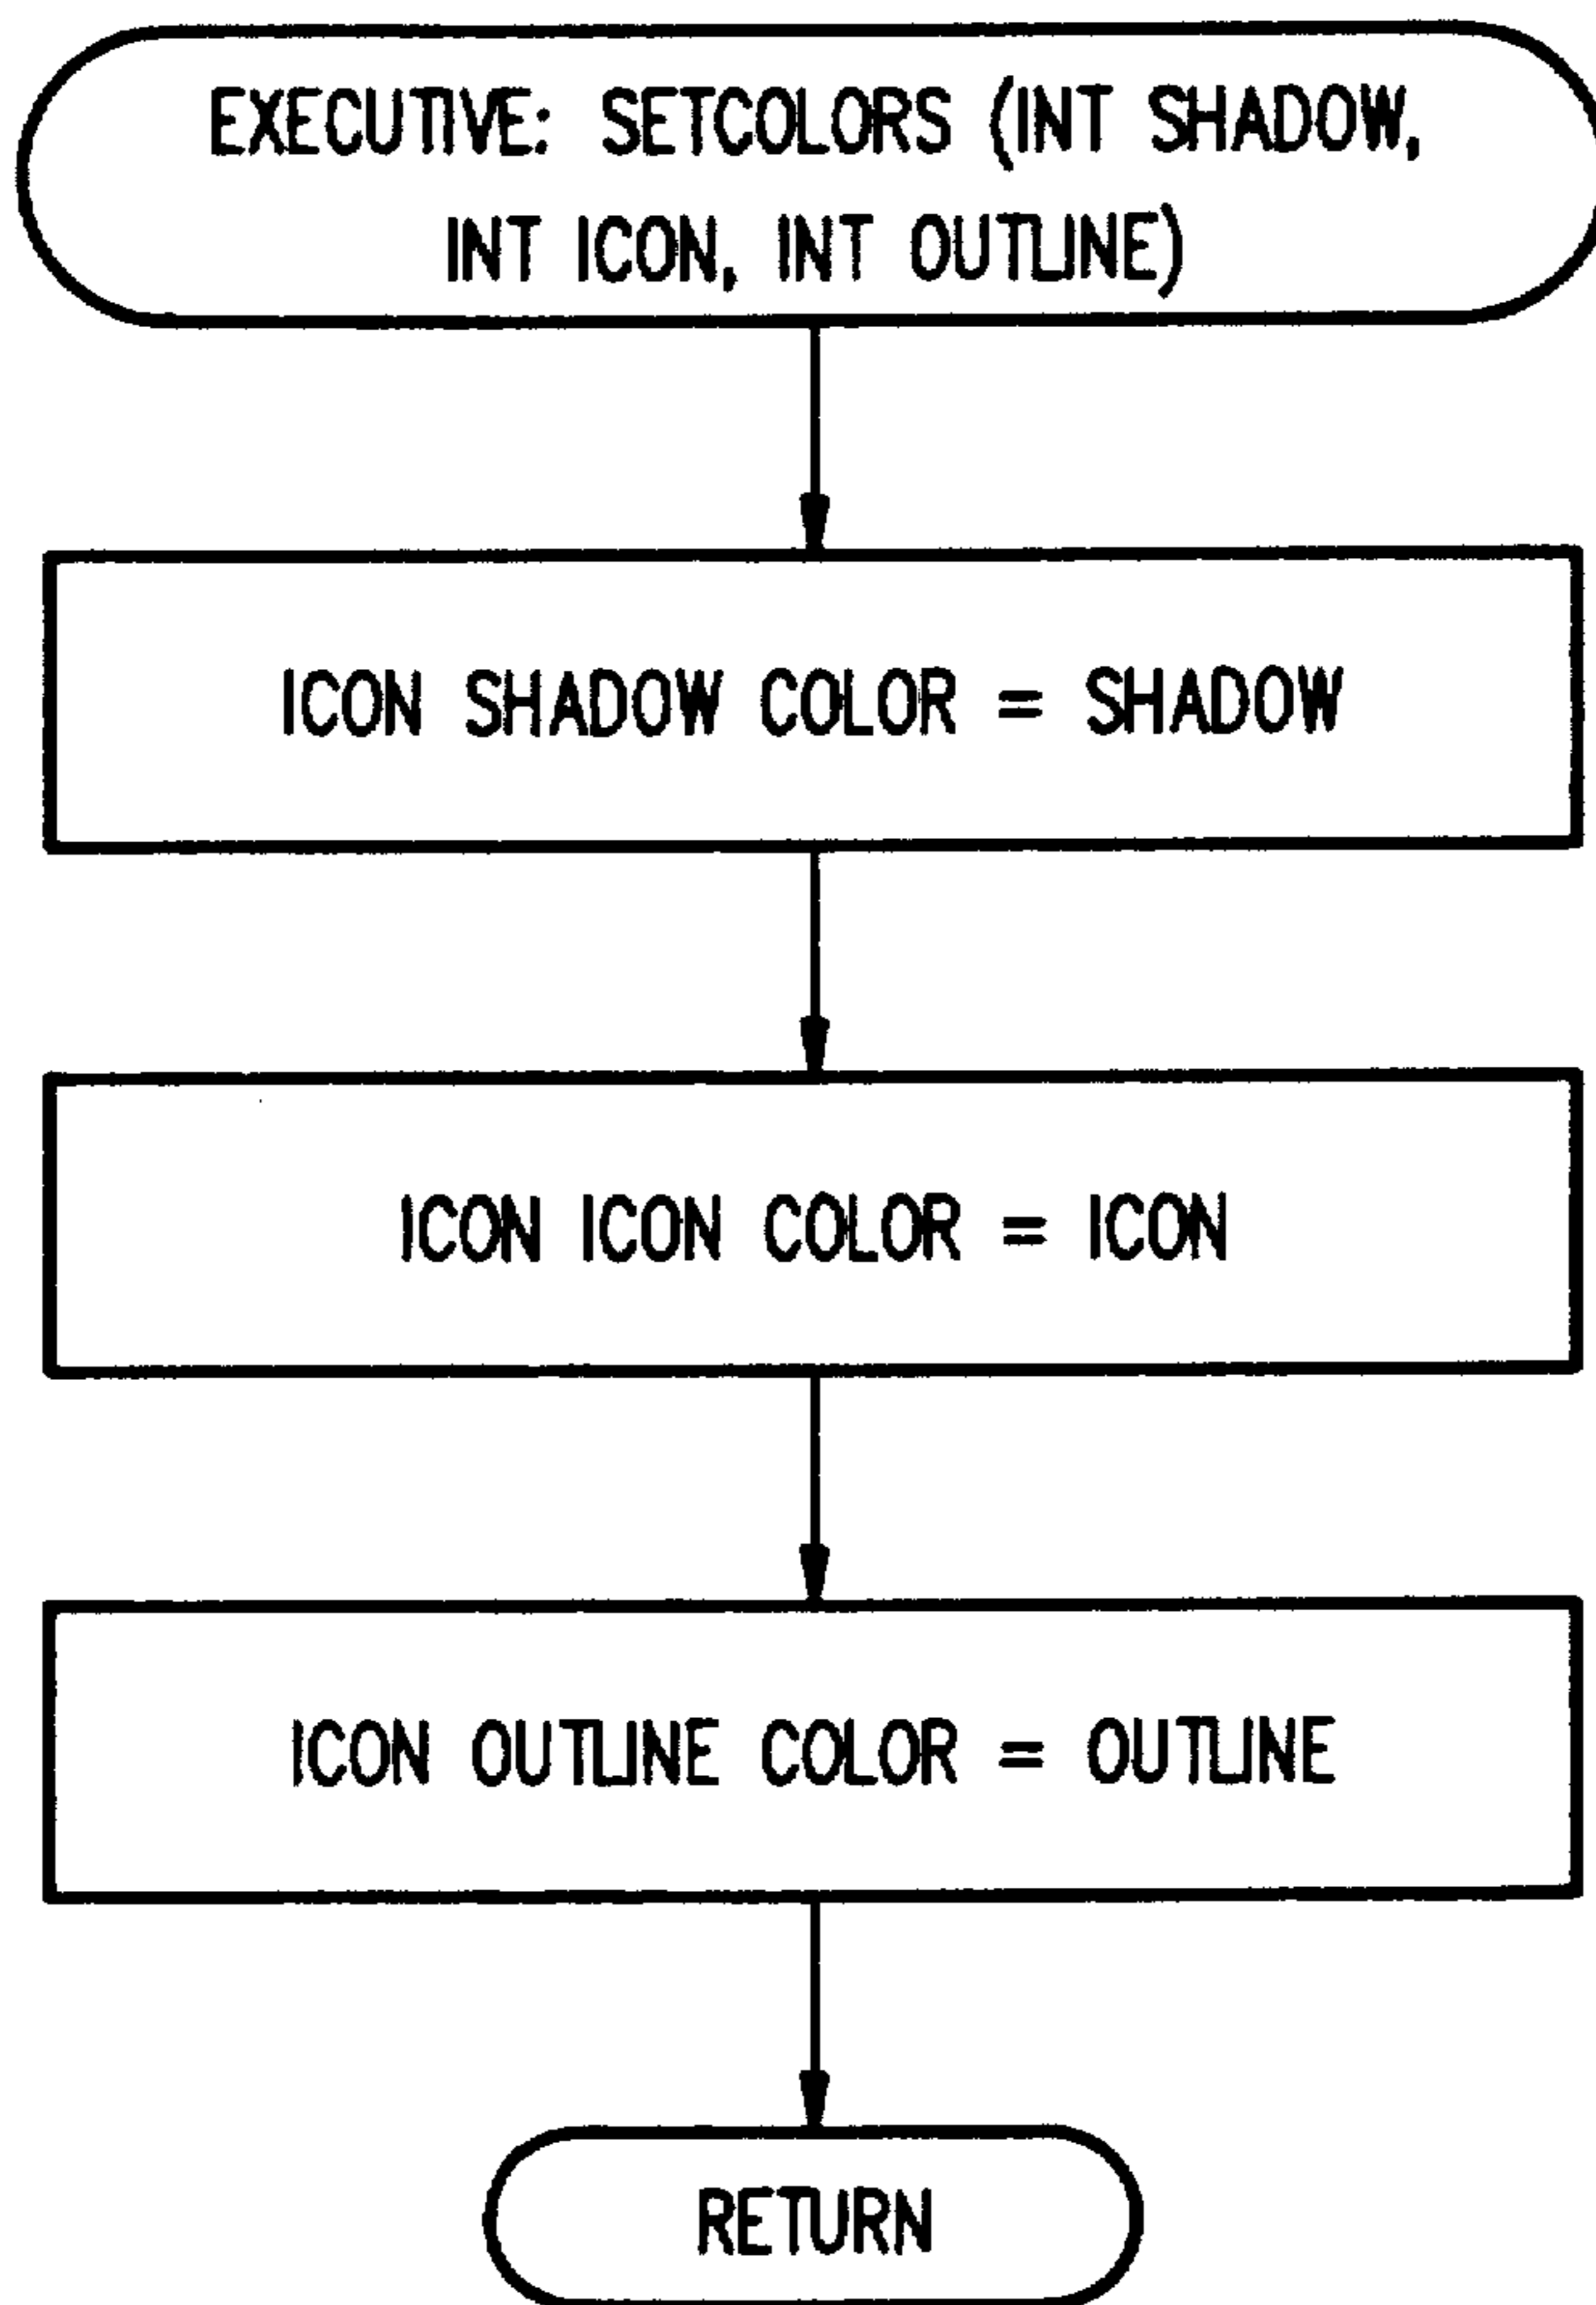 EXECUTIVE: SETCOLORS (INT SHADOW,
INT ICON, INT OUTLINE)
ICON SHADOW COLOR = SHADOW
ICON ICON COLOR = ICON
ICON OUTLINE COLOR = OUTLINE
RETURN